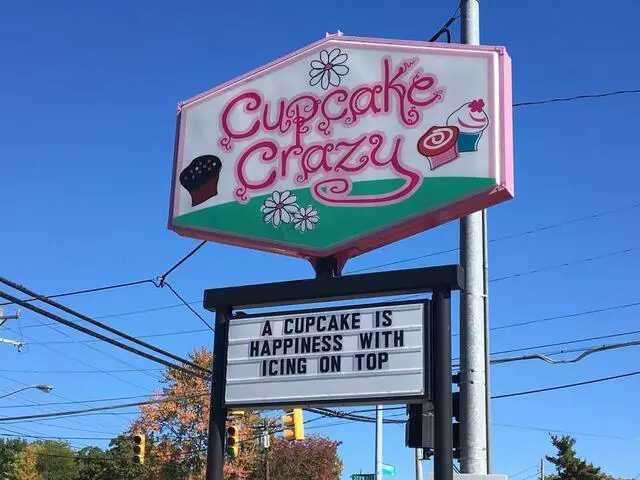 Cupcake
Crazy
A CUPCAKE IS
HAPPINESS WITH
ICING ON TOP